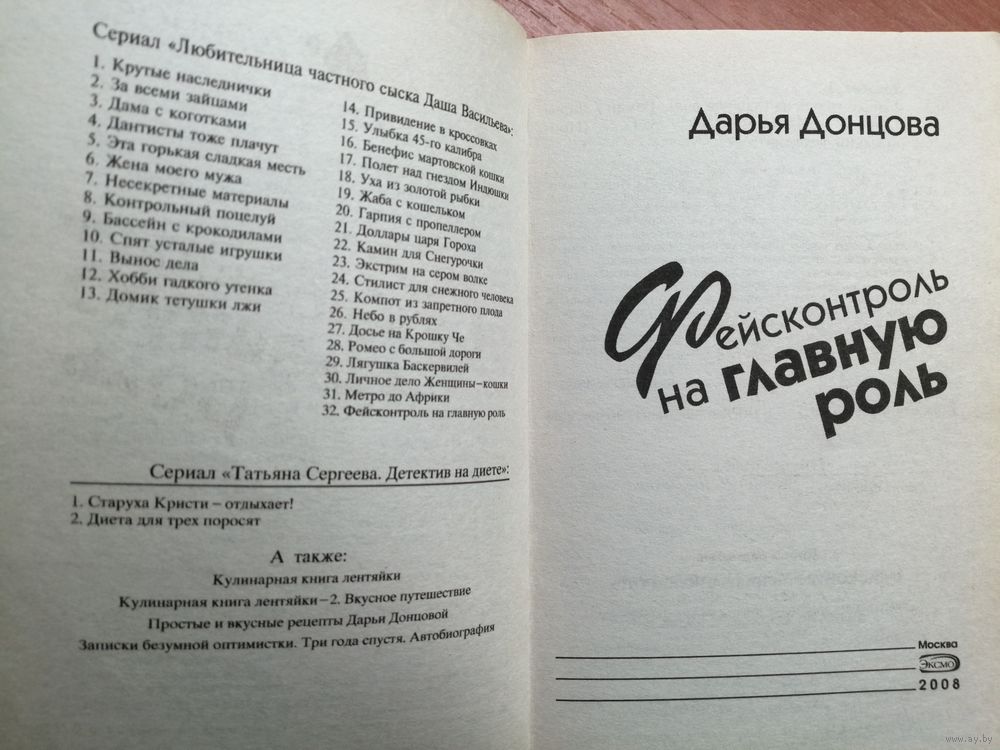 Сериал «Любительница частного сыска Даша Васильева»:
1. Крутые наследнички
2. За всеми зайцами
3. Дама с коготками
4. Дантисты тоже плачут
5. Эта горькая сладкая месть
6. Жена моего мужа
7. Несекретные материалы
8. Контрольный поцелуй
9. Бассейн с крокодилами
10. Спят усталые игрушки
11. Вынос дела
12. Хобби гадкого утенка
13. Домик тетушки лжи
14. Привидение в кроссовках
15. Улыбка 45-го калибра
16. Бенефис мартовской кошки
17. Полет над гнездом Индюшки
18. Уха из золотой рыбки
19. Жаба с кошельком
20. Гарпия с пропеллером
21. Доллары царя Гороха
22. Камин для Снегурочки
23. Экстрим на сером волке
24. Стилист для снежного человека
25. Компот из запретного плода
26. Небо в рублях
27. Досье на Крошку Че
28. Ромео с большой дороги
29. Лягушка Баскервилей
30. Личное дело Женщины-кошки
31. Метро до Африки
32. Фейсконтроль на главную роль
Сериал «Татьяна Сергеева. Детектив на диете»:
1. Старуха Кристи – отдыхает!
2. Диета для трех поросят
А также:
Кулинарная книга лентяйки
Кулинарная книга лентяйки–2. Вкусное путешествие
Простые и вкусные рецепты Дарьи Донцовой
Записки безумной оптимистки. Три года спустя. Автобиография
Дарья Донцова
Фейсконтроль
на главную
роль
Москва
ЭКСМО
2008
www.ay.by